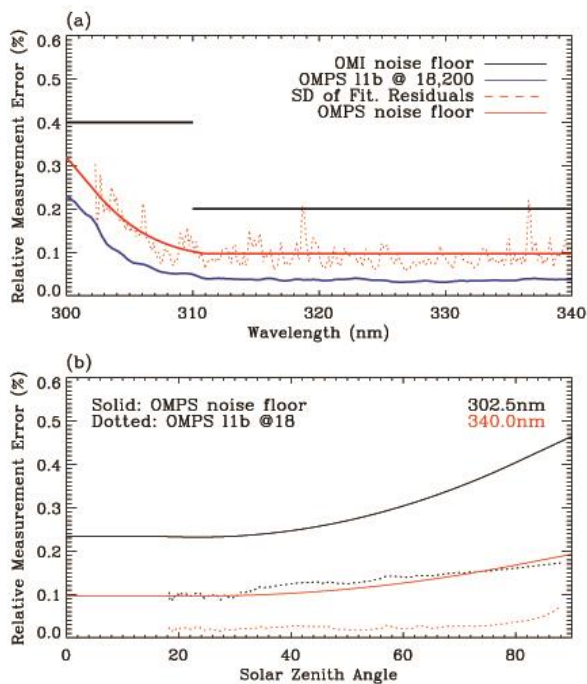 (a)
0.6
0.5
0.4
0.3
0.2
0.1
0.0
Relative Measurement Error (%)
OMI noise floor
OMPS l1b @ 18,200
SD of Fit. Residuals
OMPS noise floor
300
310
320
330
340
Wavelength (nm)
(b)
0.6
0.5
0.4
0.3
0.2
0.1
0.0
Relative Measurement Error (%)
Solid: OMPS noise floor
302.5nm
Dotted: OMPS l1b @18
340.0nm
0
20
40
60
80
Solar Zenith Angle